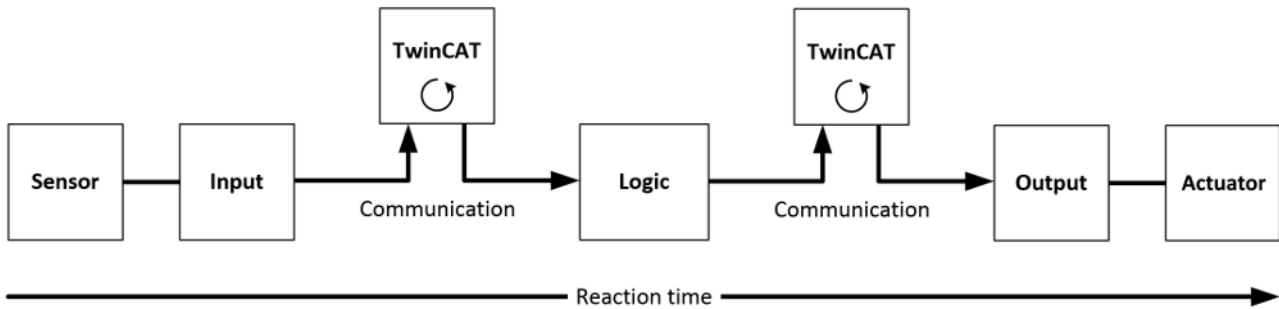 TwinCAT
TwinCAT
Sensor
Input
Logic
Output
Actuator
Communication
Communication
Reaction time